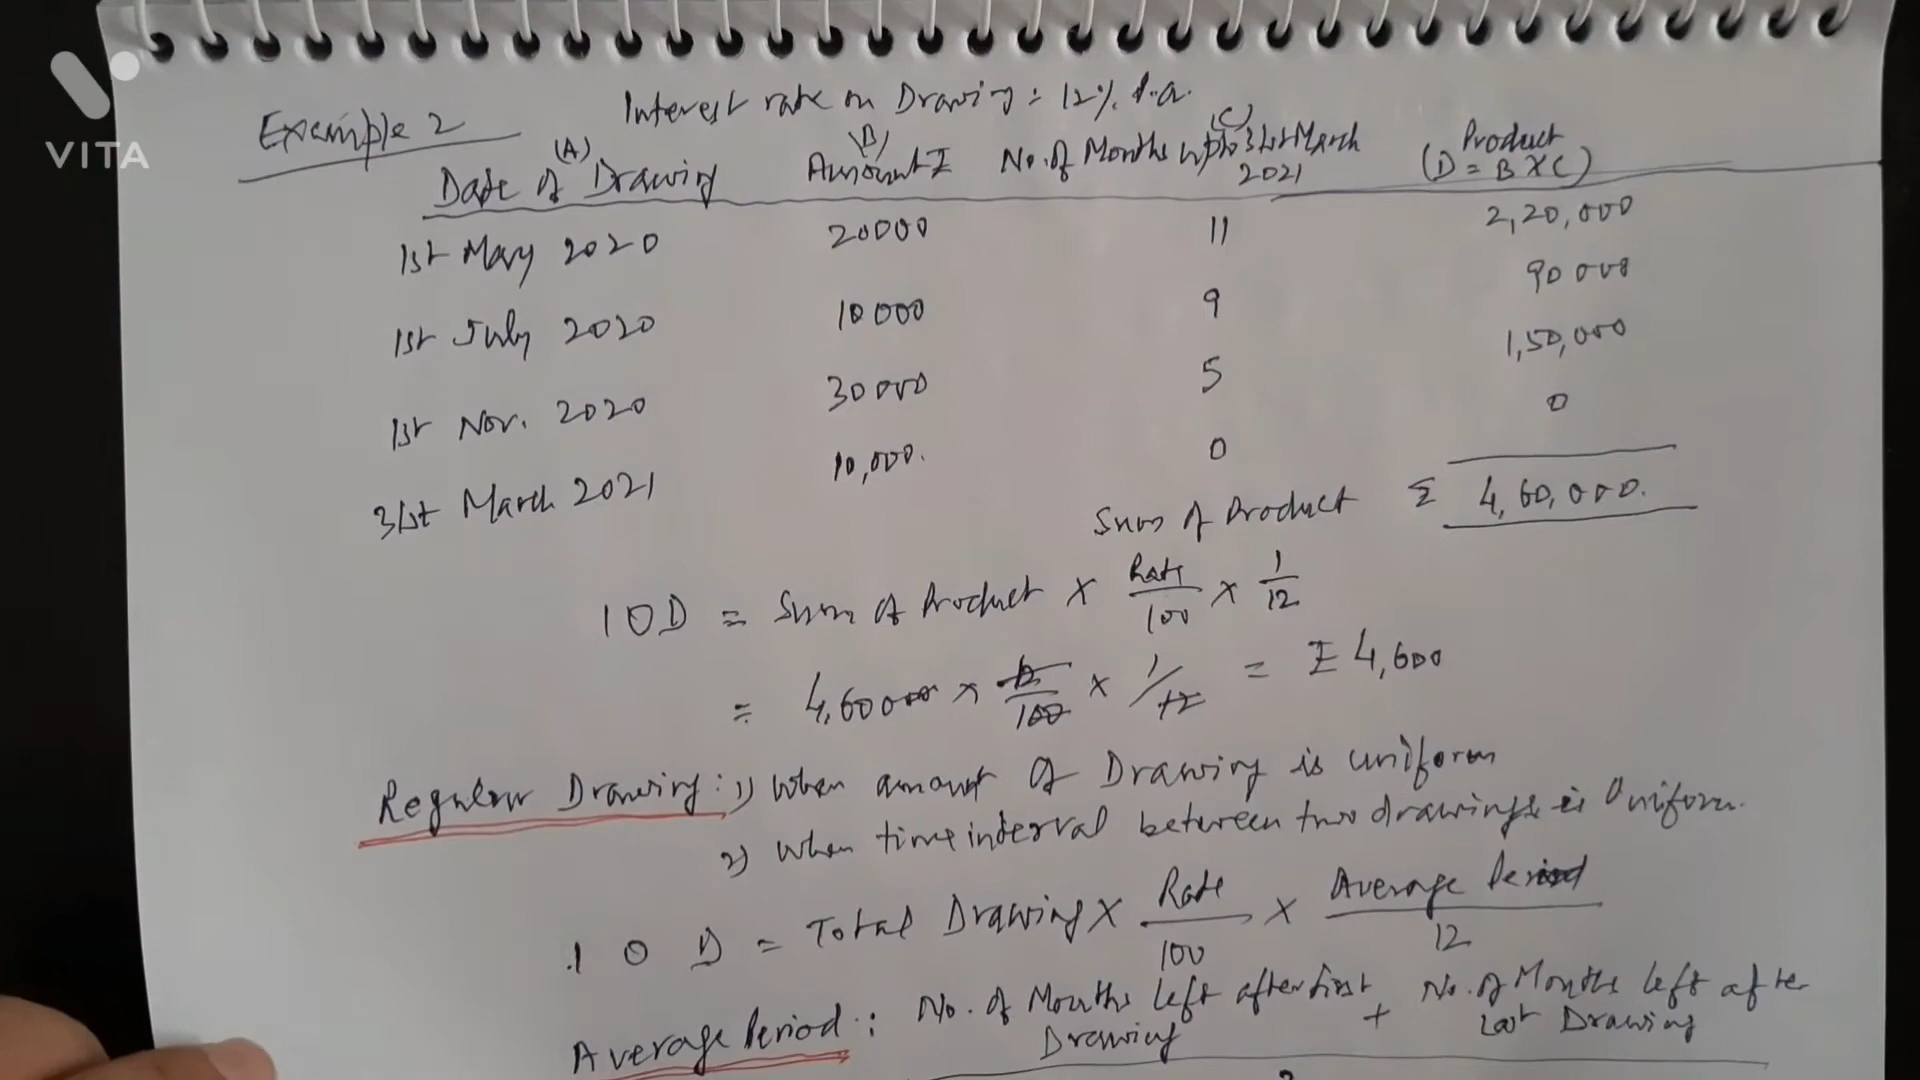 VITA
Example 2
Interest rate on Drawing = 12% P.a.
(A) (B) (C)
Date of Drawing Amount ₹ No. of Months upto 31st March 2021 Product (D = B X C)
1st May 2020 20000 11 2,20,000
1st July 2020 10000 9 90000
1st Nov. 2020 30000 5 1,50,000
31st March 2021 10,000. 0 0
Sum of Product Σ 4,60,000.
IOD = Sum of Product × Rate/100 × 1/12
= 4,60000 × 12/100 × 1/12 = ₹ 4,600
Regular Drawing: 1) When amount of Drawing is uniform
2) When time interval between two drawings is uniform.
I O D = Total Drawing × Rate/100 × Average Period/12
Average Period: No. of Months left after first Drawing + No. of Months left after last Drawing
2